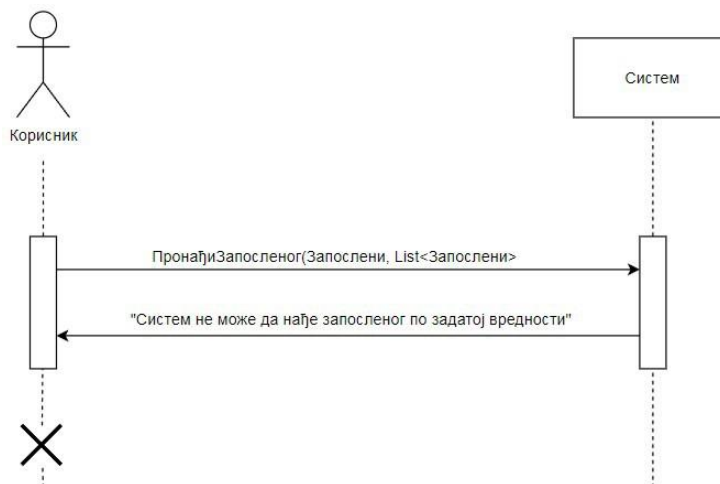 Систем
Корисник
ПронађиЗапосленог(Запослени, List<Запослени>
"Систем не може да нађе запосленог по задатој вредности"